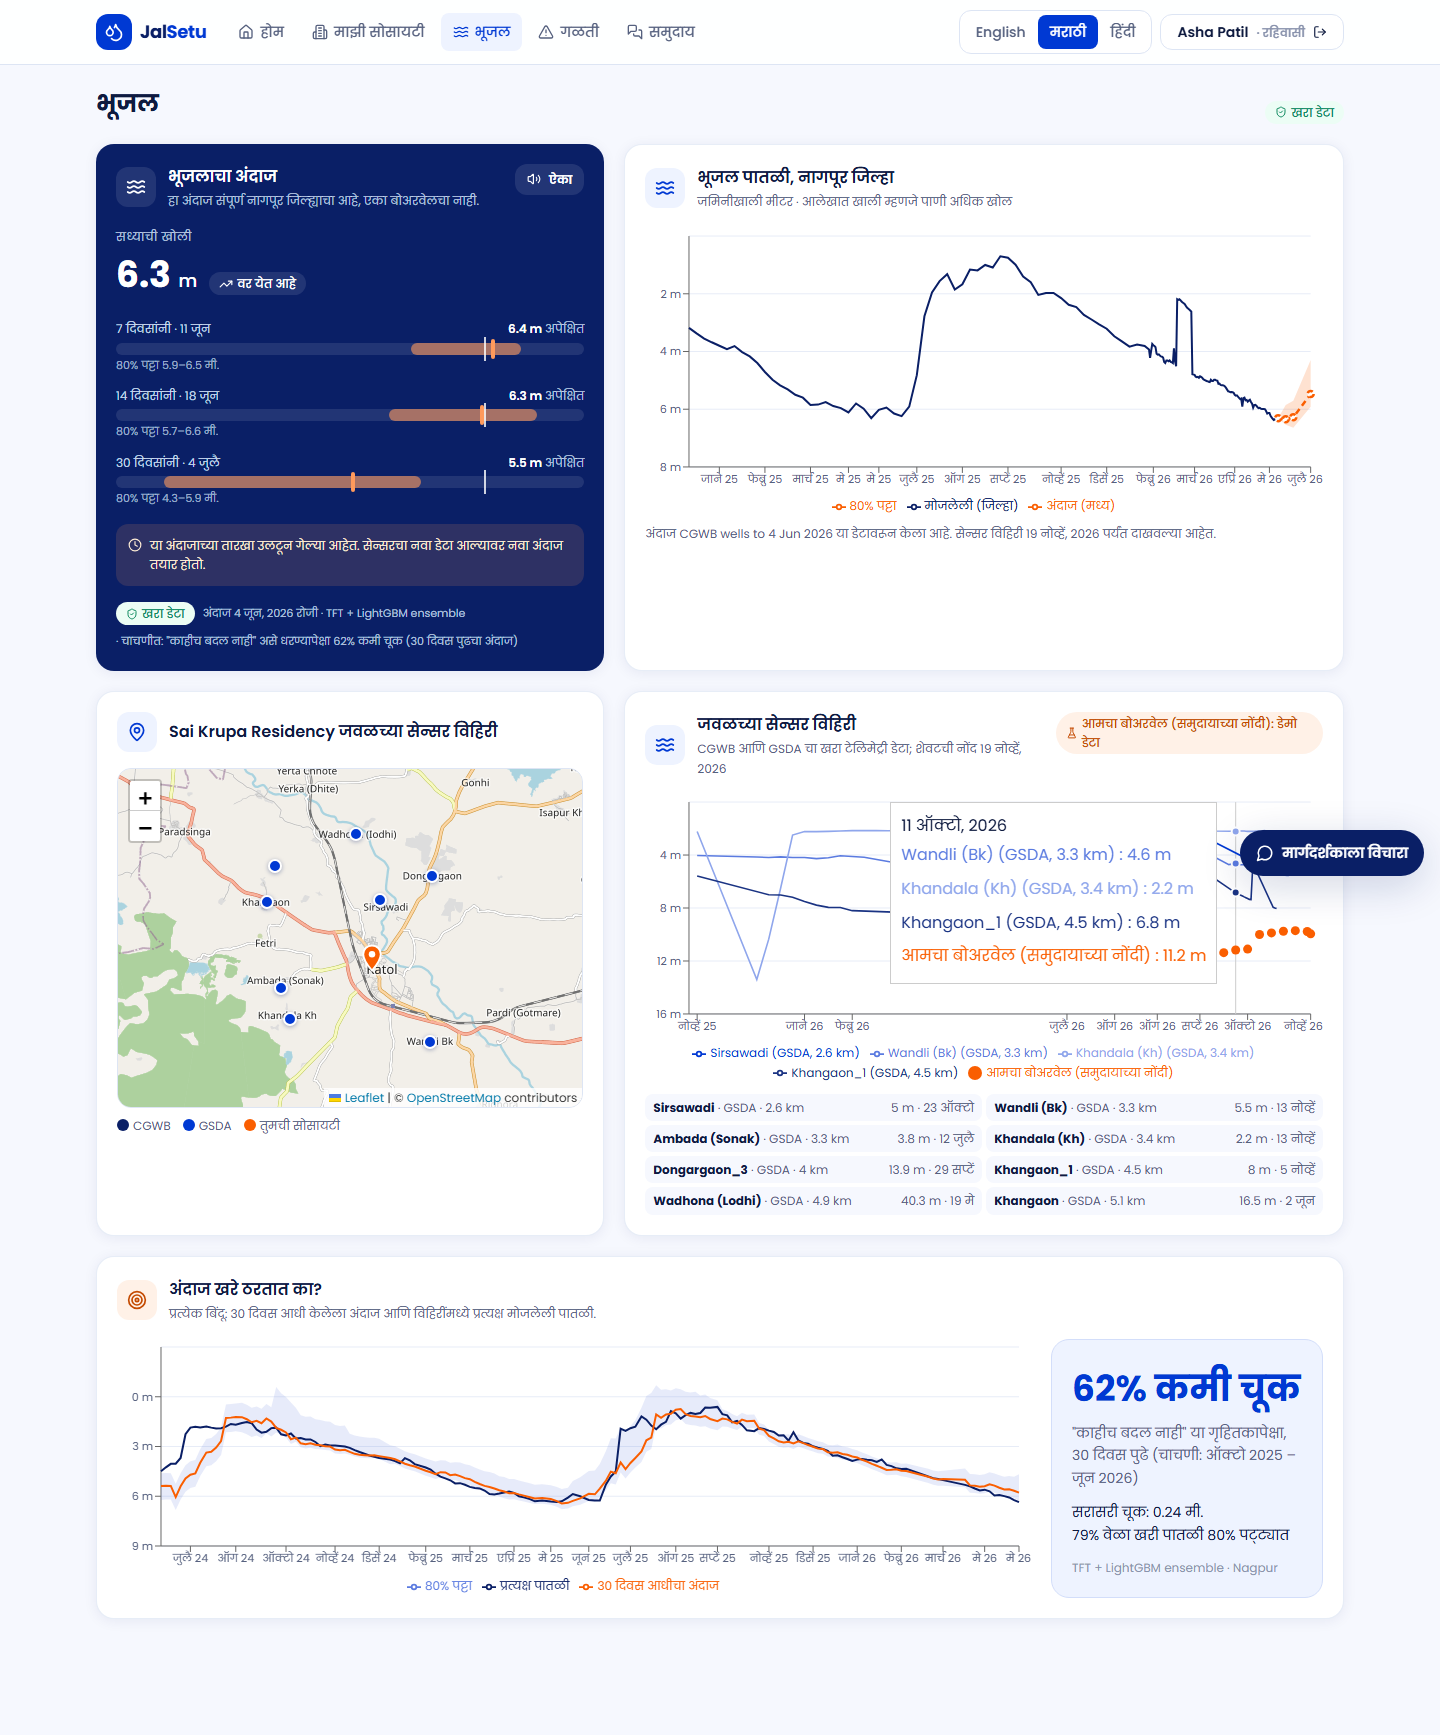 JalSetu
होम
माझी सोसायटी
भूजल
गळती
समुदाय
English
मराठी
हिंदी
Asha Patil · रहिवासी
भूजल
खरा डेटा
भूजलाचा अंदाज
हा अंदाज संपूर्ण नागपूर जिल्ह्याचा आहे, एका बोअरवेलचा नाही.
ऐका
सध्याची खोली
6.3 m
वर येत आहे
7 दिवसांनी · 11 जून
6.4 m अपेक्षित
80% पट्टा 5.9–6.5 मी.
14 दिवसांनी · 18 जून
6.3 m अपेक्षित
80% पट्टा 5.7–6.6 मी.
30 दिवसांनी · 4 जुलै
5.5 m अपेक्षित
80% पट्टा 4.3–5.9 मी.
या अंदाजाच्या तारखा उलटून गेल्या आहेत. सेन्सरचा नवा डेटा आल्यावर नवा अंदाज
तयार होतो.
खरा डेटा
अंदाज 4 जून, 2026 रोजी · TFT + LightGBM ensemble
· चाचणीत: "काहीच बदल नाही" असे धरण्यापेक्षा 62% कमी चूक (30 दिवस पुढचा अंदाज)
भूजल पातळी, नागपूर जिल्हा
जमिनीखाली मीटर · आलेखात खाली म्हणजे पाणी अधिक खोल
2 m
4 m
6 m
8 m
जाने 25 फेब्रु 25 मार्च 25 मे 25 मे 25 जुलै 25 ऑग 25 सप्टें 25 नोव्हें 25 डिसें 25 फेब्रु 26 मार्च 26 एप्रि 26 मे 26 जुलै 26
80% पट्टा
मोजलेली (जिल्हा)
अंदाज (मध्य)
अंदाज CGWB wells to 4 Jun 2026 या डेटावरून केला आहे. सेन्सर विहिरी 19 नोव्हें, 2026 पर्यंत दाखवल्या आहेत.
Sai Krupa Residency जवळच्या सेन्सर विहिरी
+
−
Yerta Chhote
Yerka (Dhite)
Gonhi
Isapur Kh
Paradsinga
Wadho (lodhi)
Dong gaon
Kha aon
Sirsawadi
Fetri
Katol
Ambada (Sonak)
Khan la Kh
Pardi (Gotmare)
Wan i Bk
Leaflet | © OpenStreetMap contributors
CGWB
GSDA
तुमची सोसायटी
जवळच्या सेन्सर विहिरी
CGWB आणि GSDA चा खरा टेलिमेट्री डेटा; शेवटची नोंद 19 नोव्हें,
2026
आमचा बोअरवेल (समुदायाच्या नोंदी): डेमो
डेटा
4 m
8 m
12 m
16 m
11 ऑक्टो, 2026
Wandli (Bk) (GSDA, 3.3 km) : 4.6 m
Khandala (Kh) (GSDA, 3.4 km) : 2.2 m
Khangaon_1 (GSDA, 4.5 km) : 6.8 m
आमचा बोअरवेल (समुदायाच्या नोंदी) : 11.2 m
मार्गदर्शकाला विचारा
नोव्हें 25 जाने 26 फेब्रु 26 जुलै 26 ऑग 26 ऑग 26 सप्टें 26 ऑक्टो 26 नोव्हें 26
Sirsawadi (GSDA, 2.6 km)
Wandli (Bk) (GSDA, 3.3 km)
Khandala (Kh) (GSDA, 3.4 km)
Khangaon_1 (GSDA, 4.5 km)
आमचा बोअरवेल (समुदायाच्या नोंदी)
Sirsawadi · GSDA · 2.6 km
5 m · 23 ऑक्टो
Wandli (Bk) · GSDA · 3.3 km
5.5 m · 13 नोव्हें
Ambada (Sonak) · GSDA · 3.3 km
3.8 m · 12 जुलै
Khandala (Kh) · GSDA · 3.4 km
2.2 m · 13 नोव्हें
Dongargaon_3 · GSDA · 4 km
13.9 m · 29 सप्टें
Khangaon_1 · GSDA · 4.5 km
8 m · 5 नोव्हें
Wadhona (Lodhi) · GSDA · 4.9 km
40.3 m · 19 मे
Khangaon · GSDA · 5.1 km
16.5 m · 2 जून
अंदाज खरे ठरतात का?
प्रत्येक बिंदू: 30 दिवस आधी केलेला अंदाज आणि विहिरींमध्ये प्रत्यक्ष मोजलेली पातळी.
0 m
3 m
6 m
9 m
जुलै 24 ऑग 24 ऑक्टो 24 नोव्हें 24 डिसें 24 फेब्रु 25 मार्च 25 एप्रि 25 मे 25 जून 25 जुलै 25 ऑग 25 सप्टें 25 नोव्हें 25 डिसें 25 जाने 26 फेब्रु 26 मार्च 26 मे 26 मे 26
80% पट्टा
प्रत्यक्ष पातळी
30 दिवस आधीचा अंदाज
62% कमी चूक
"काहीच बदल नाही" या गृहितकापेक्षा,
30 दिवस पुढे (चाचणी: ऑक्टो 2025 –
जून 2026)
सरासरी चूक: 0.24 मी.
79% वेळा खरी पातळी 80% पट्ट्यात
TFT + LightGBM ensemble · Nagpur